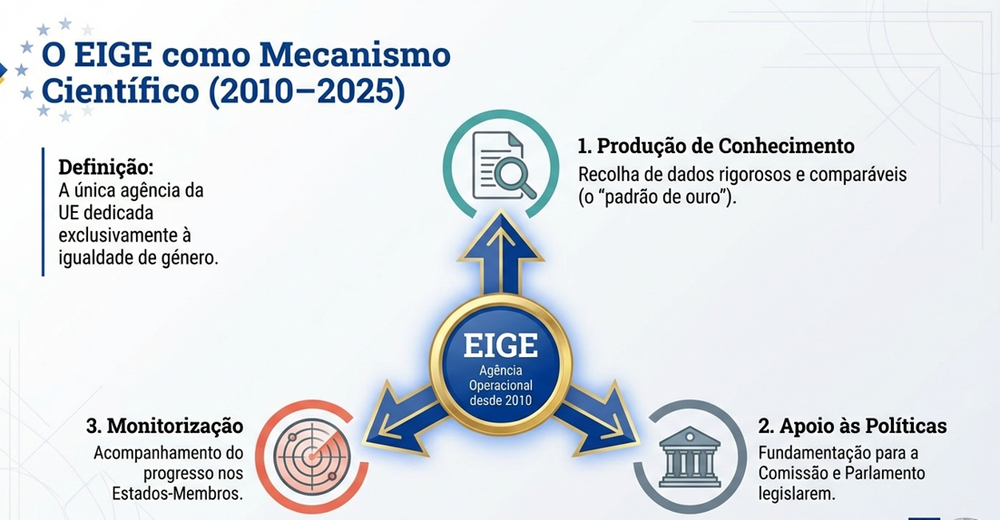 O EIGE como Mecanismo
Científico (2010–2025)
Definição:
A única agência da
UE dedicada
exclusivamente à
igualdade de género.
1. Produção de Conhecimento
Recolha de dados rigorosos e comparáveis
(o “padrão de ouro”).
EIGE
Agência
Operacional
desde 2010
2. Apoio às Políticas
Fundamentação para a
Comissão e Parlamento
legislarem.
3. Monitorização
Acompanhamento do
progresso nos
Estados-Membros.